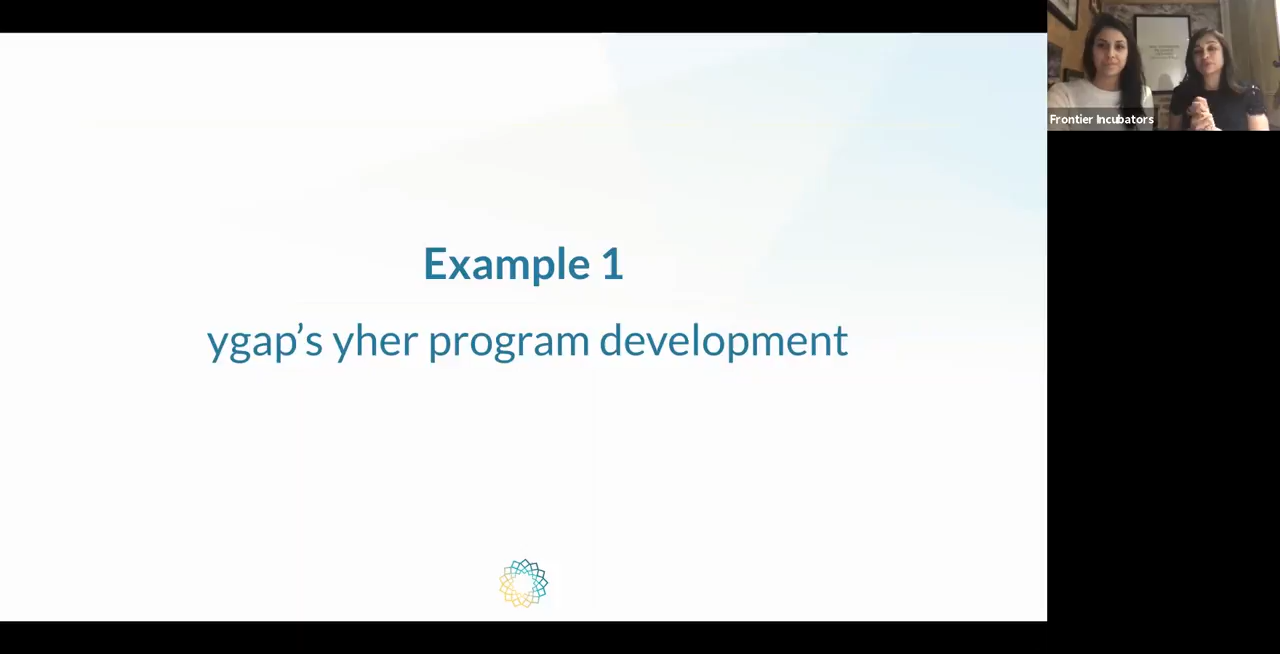 Example 1
ygap’s yher program development
Frontier Incubators